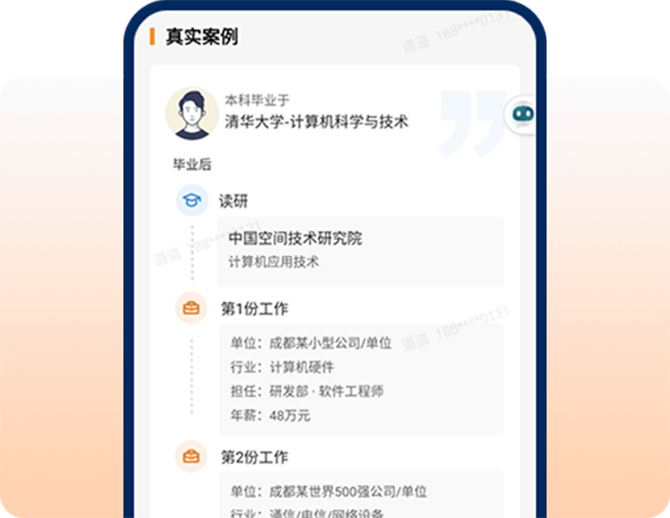 真实案例
道道 188****0131
本科毕业于
清华大学-计算机科学与技术
毕业后
读研
道道 188****0131
中国空间技术研究院
计算机应用技术
第1份工作
道道 188****0131
单位：成都某小型公司/单位
行业：计算机硬件
担任：研发部 · 软件工程师
年薪：48万元
第2份工作
单位：成都某世界500强公司/单位
行业：通信/电信/网络设备